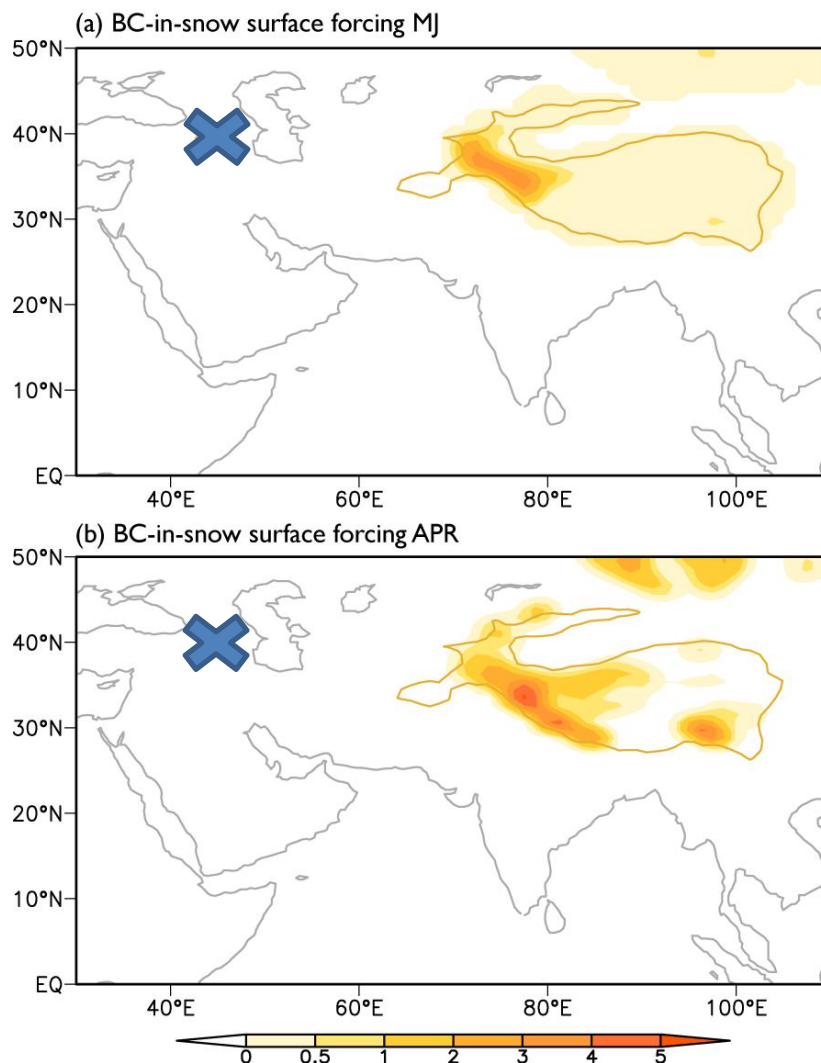 (a) BC-in-snow surface forcing MJ
50°N
40°N
30°N
20°N
10°N
EQ
40°E 60°E 80°E 100°E
(b) BC-in-snow surface forcing APR
50°N
40°N
30°N
20°N
10°N
EQ
40°E 60°E 80°E 100°E
0 0.5 1 2 3 4 5